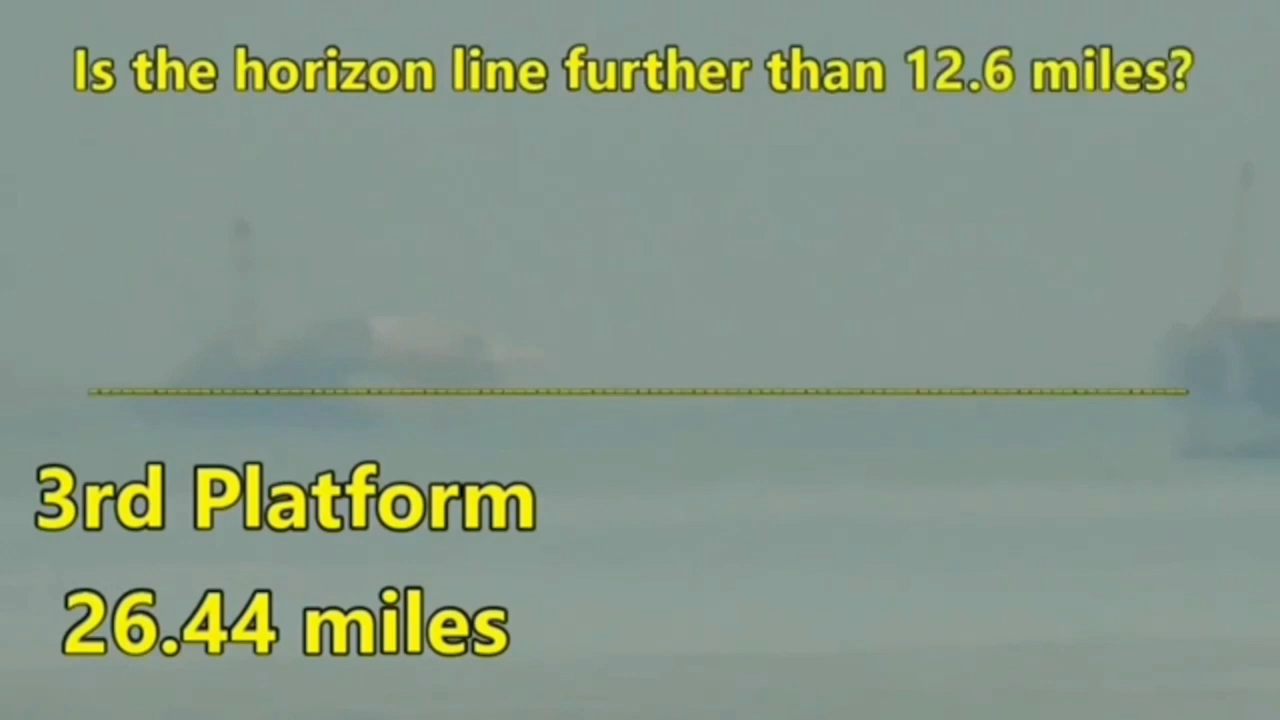 Is the horizon line further than 12.6 miles?
3rd Platform
26.44 miles